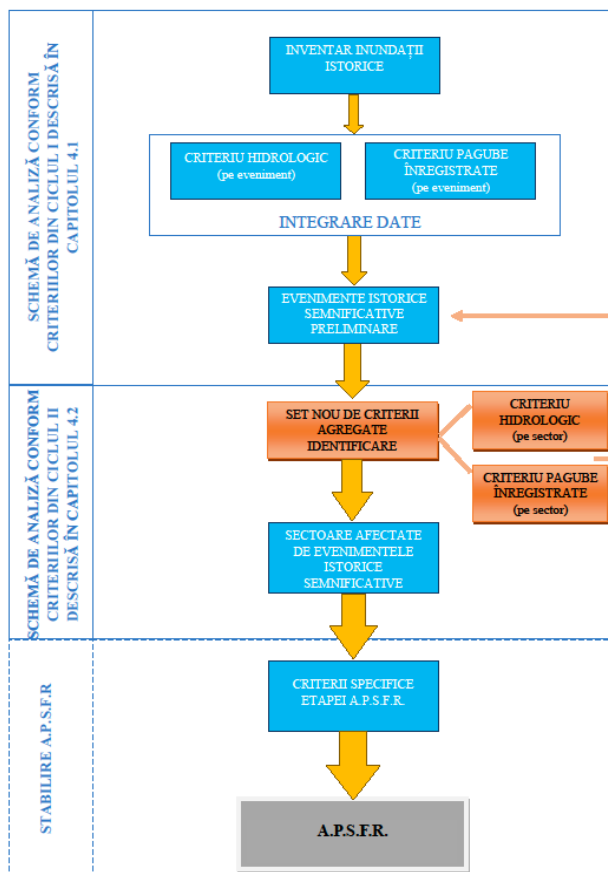 SCHEMĂ DE ANALIZĂ CONFORM
CRITERIILOR DIN CICLUL I DESCRISĂ ÎN
CAPITOLUL 4.1
INVENTAR INUNDAȚII
ISTORICE
CRITERIU HIDROLOGIC
(pe eveniment)
CRITERIU PAGUBE
ÎNREGISTRATE
(pe eveniment)
INTEGRARE DATE
EVENIMENTE ISTORICE
SEMNIFICATIVE
PRELIMINARE
SCHEMĂ DE ANALIZĂ CONFORM
CRITERIILOR DIN CICLUL II
DESCRISĂ ÎN CAPITOLUL 4.2
SET NOU DE CRITERII
AGREGATE
IDENTIFICARE
CRITERIU
HIDROLOGIC
(pe sector)
CRITERIU PAGUBE
ÎNREGISTRATE
(pe sector)
SECTOARE AFECTATE
DE EVENIMENTELE
ISTORICE
SEMNIFICATIVE
STABILIRE A.P.S.F.R
CRITERII SPECIFICE
ETAPEI A.P.S.F.R.
A.P.S.F.R.